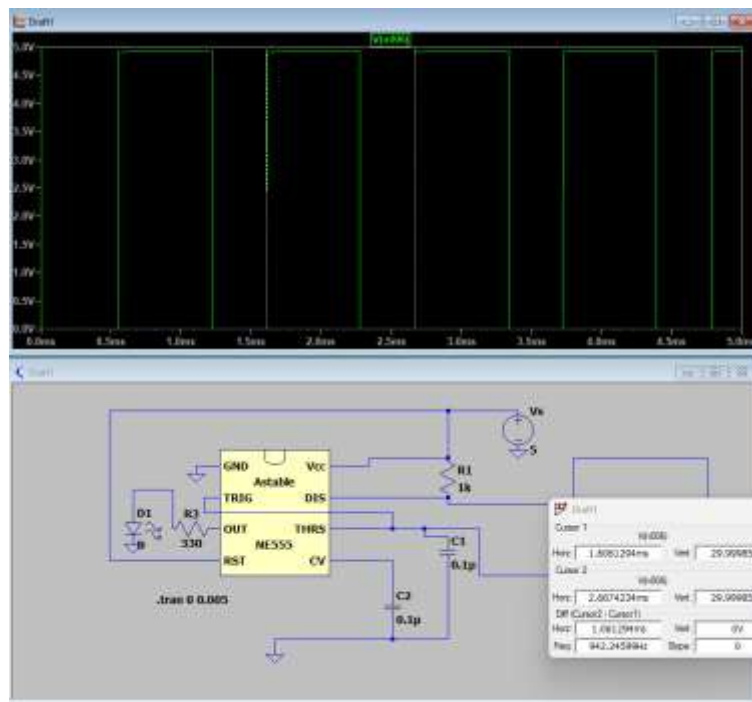 Draft1
5.0V
4.5V
4.0V
3.5V
3.0V
2.5V
2.0V
1.5V
1.0V
0.5V
0.0V
0.0ms 0.5ms 1.0ms 1.5ms 2.0ms 2.5ms 3.0ms 3.5ms 4.0ms 4.5ms 5.0ms
Draft1
Vs
5
GND Vcc
Astable
R1
1k
TRIG DIS
D1
R3
OUT THRS
330
NE555
RST CV
C1
0.1µ
.tran 0 0.005
C2
0.1µ
Draft1
Cursor 1
Horz: Vert:
Cursor 2
Horz: Vert:
Diff (Cursor2 - Cursor1)
Horz: Vert: 0V
Freq: Slope: 0